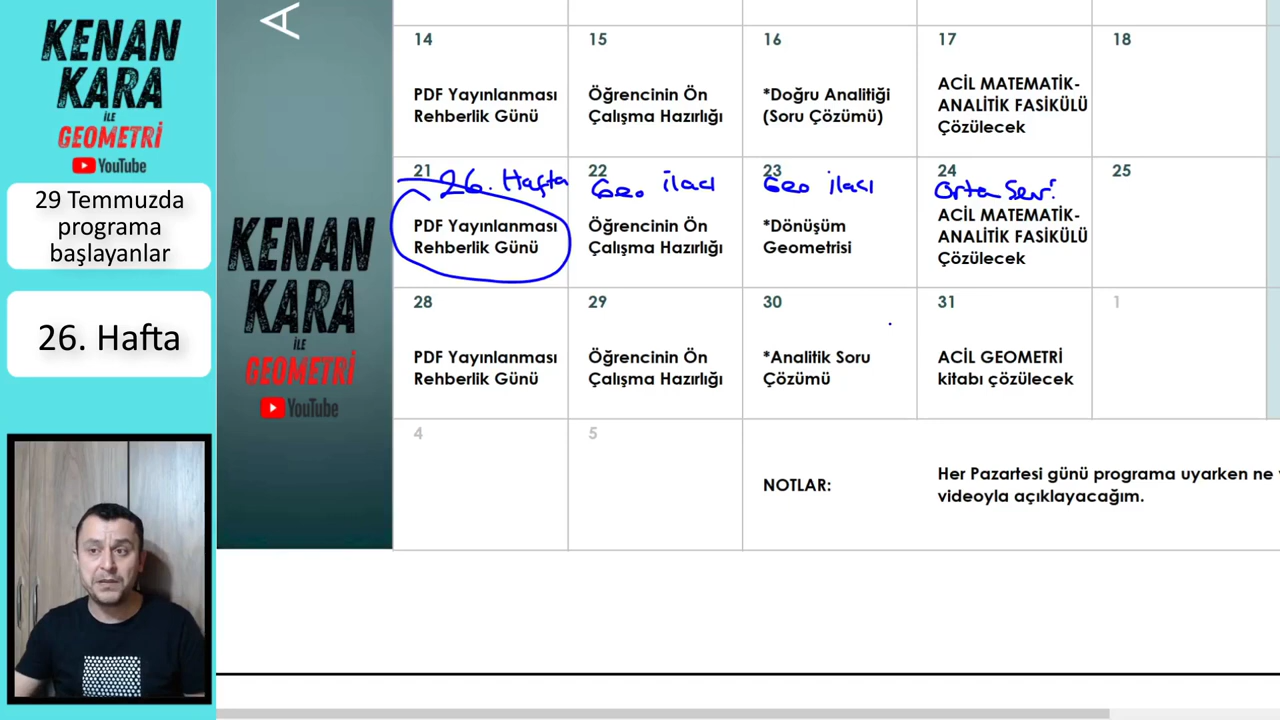 KENAN
KARA
İLE
GEOMETRİ
YouTube
29 Temmuzda
programa
başlayanlar
26. Hafta
A
KENAN
KARA
İLE
GEOMETRİ
YouTube
14
PDF Yayınlanması
Rehberlik Günü
15
Öğrencinin Ön
Çalışma Hazırlığı
16
*Doğru Analitiği
(Soru Çözümü)
17
ACİL MATEMATİK-
ANALİTİK FASİKÜLÜ
Çözülecek
18
21
26. Hafta
PDF Yayınlanması
Rehberlik Günü
22
Geo ilacı
Öğrencinin Ön
Çalışma Hazırlığı
23
Geo ilacı
*Dönüşüm
Geometrisi
24
Orta Sevi
ACİL MATEMATİK-
ANALİTİK FASİKÜLÜ
Çözülecek
25
28
PDF Yayınlanması
Rehberlik Günü
29
Öğrencinin Ön
Çalışma Hazırlığı
30
*Analitik Soru
Çözümü
31
ACİL GEOMETRİ
kitabı çözülecek
1
4
5
NOTLAR:
Her Pazartesi günü programa uyarken ne
videoyla açıklayacağım.